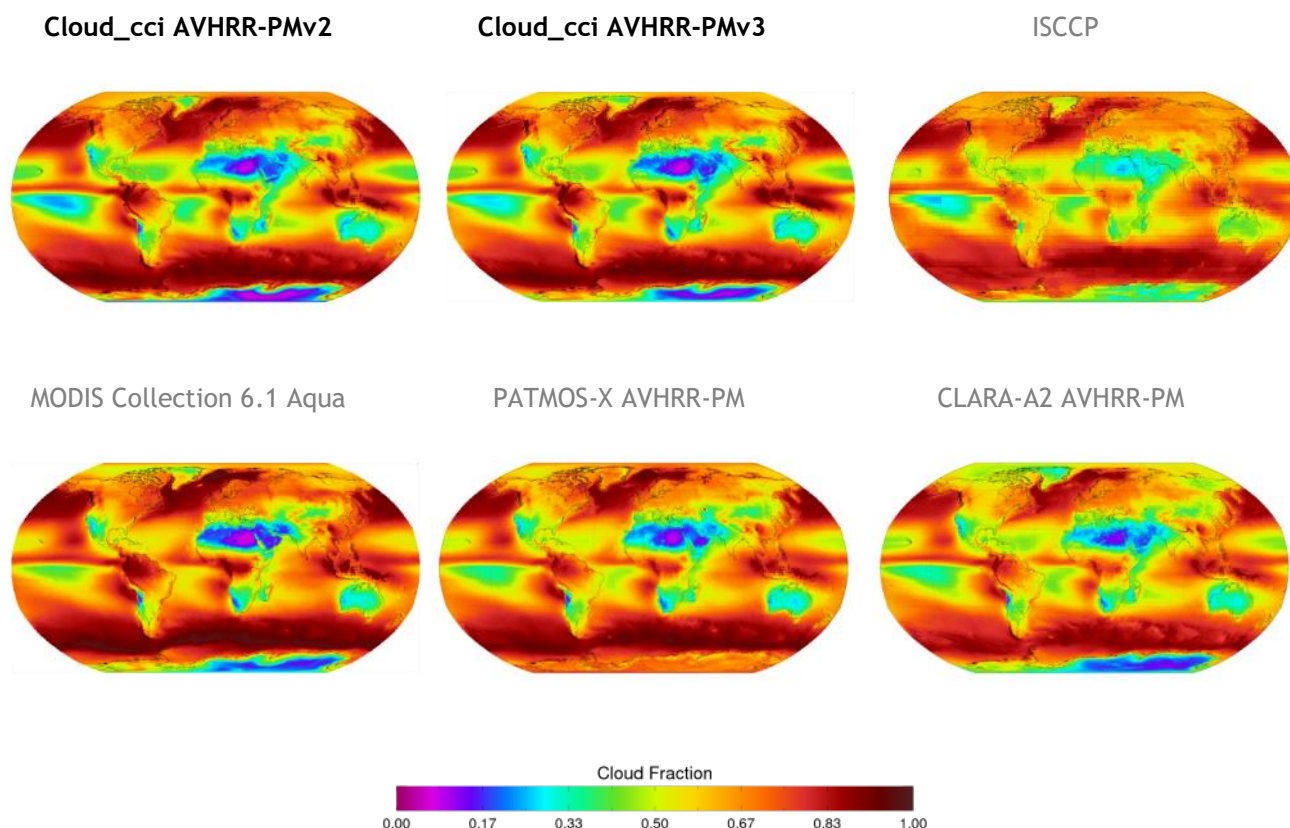 Cloud_cci AVHRR-PMv2 Cloud_cci AVHRR-PMv3 ISCCP
MODIS Collection 6.1 Aqua PATMOS-X AVHRR-PM CLARA-A2 AVHRR-PM
Cloud Fraction
0.00 0.17 0.33 0.50 0.67 0.83 1.00